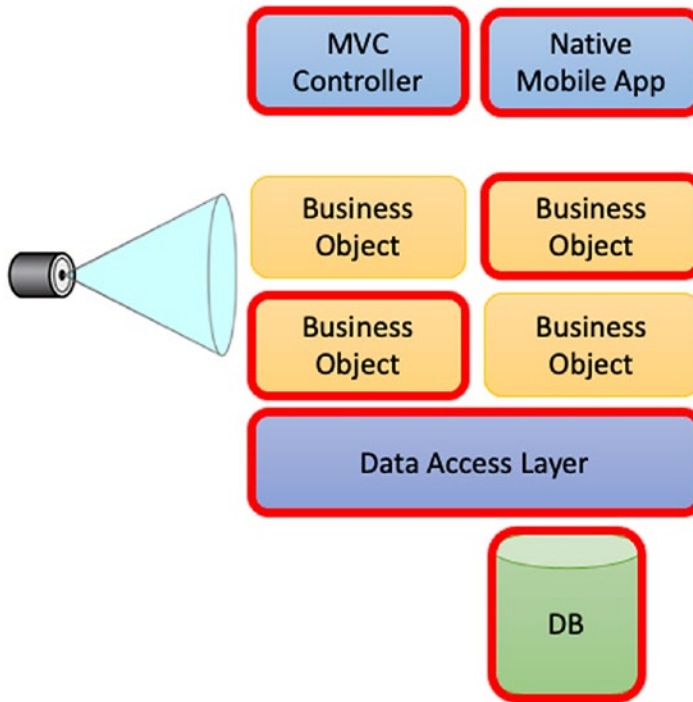 MVC
Controller
Native
Mobile App
Business
Object
Business
Object
Business
Object
Business
Object
Data Access Layer
DB